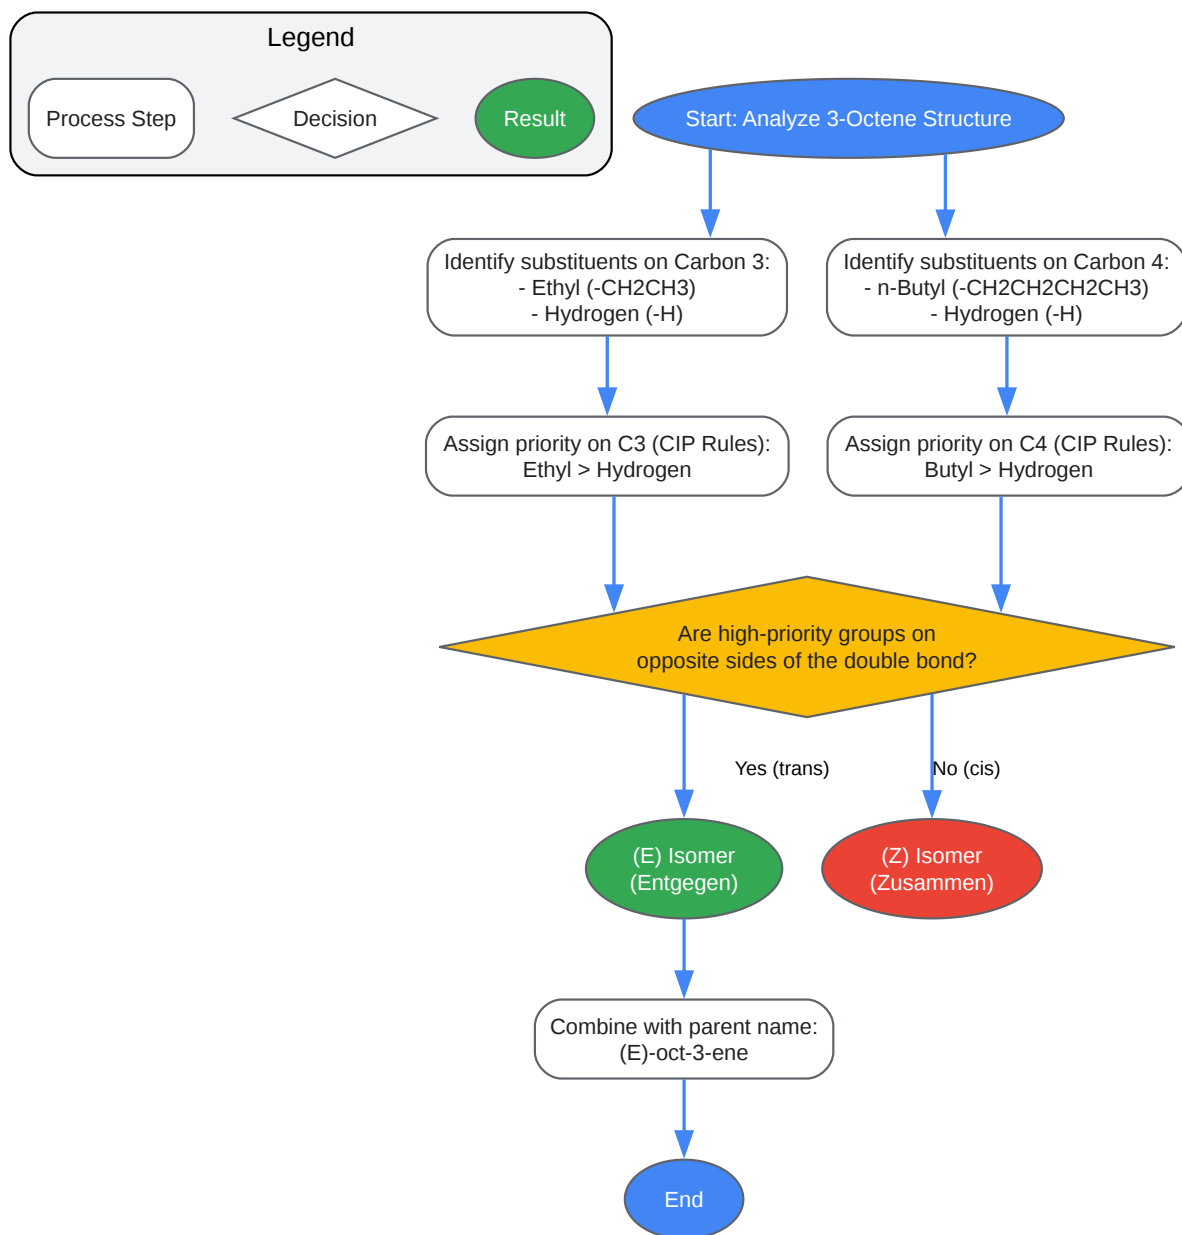 Legend
Process Step
Decision
Result
Start: Analyze 3-Octene Structure
Identify substituents on Carbon 3:
- Ethyl (-CH2CH3)
- Hydrogen (-H)
Identify substituents on Carbon 4:
- n-Butyl (-CH2CH2CH2CH3)
- Hydrogen (-H)
Assign priority on C3 (CIP Rules):
Ethyl > Hydrogen
Assign priority on C4 (CIP Rules):
Butyl > Hydrogen
Are high-priority groups on
opposite sides of the double bond?
Yes (trans)
No (cis)
(E) Isomer
(Entgegen)
(Z) Isomer
(Zusammen)
Combine with parent name:
(E)-oct-3-ene
End